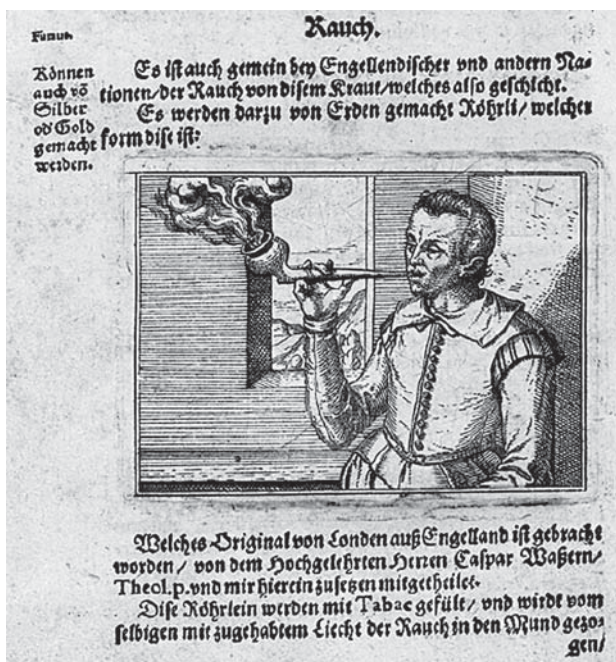 Rauch.
Fumus.
Können
auch vō
Silber
od' Gold
gemacht
werden.
Es ist auch gemein bey Engellendischer vnd andern Na-
tionen/der Rauch von disem Kraut/welches also geschicht.
Es werden darzu von Erden gemacht Röhrli/welcher
form dise ist:
Welches Original von Londen auß Engelland ist gebracht
worden/ von dem Hochgelehrten Herren Caspar Waßern/
Theol.p.vnd mir hierein zusetzen mitgetheilet.
Dise Röhrlein werden mit Tabac gefült/ vnd wirdt vom
selbigen mit zugehabtem Liecht der Rauch in den Mund gezo-
gen/